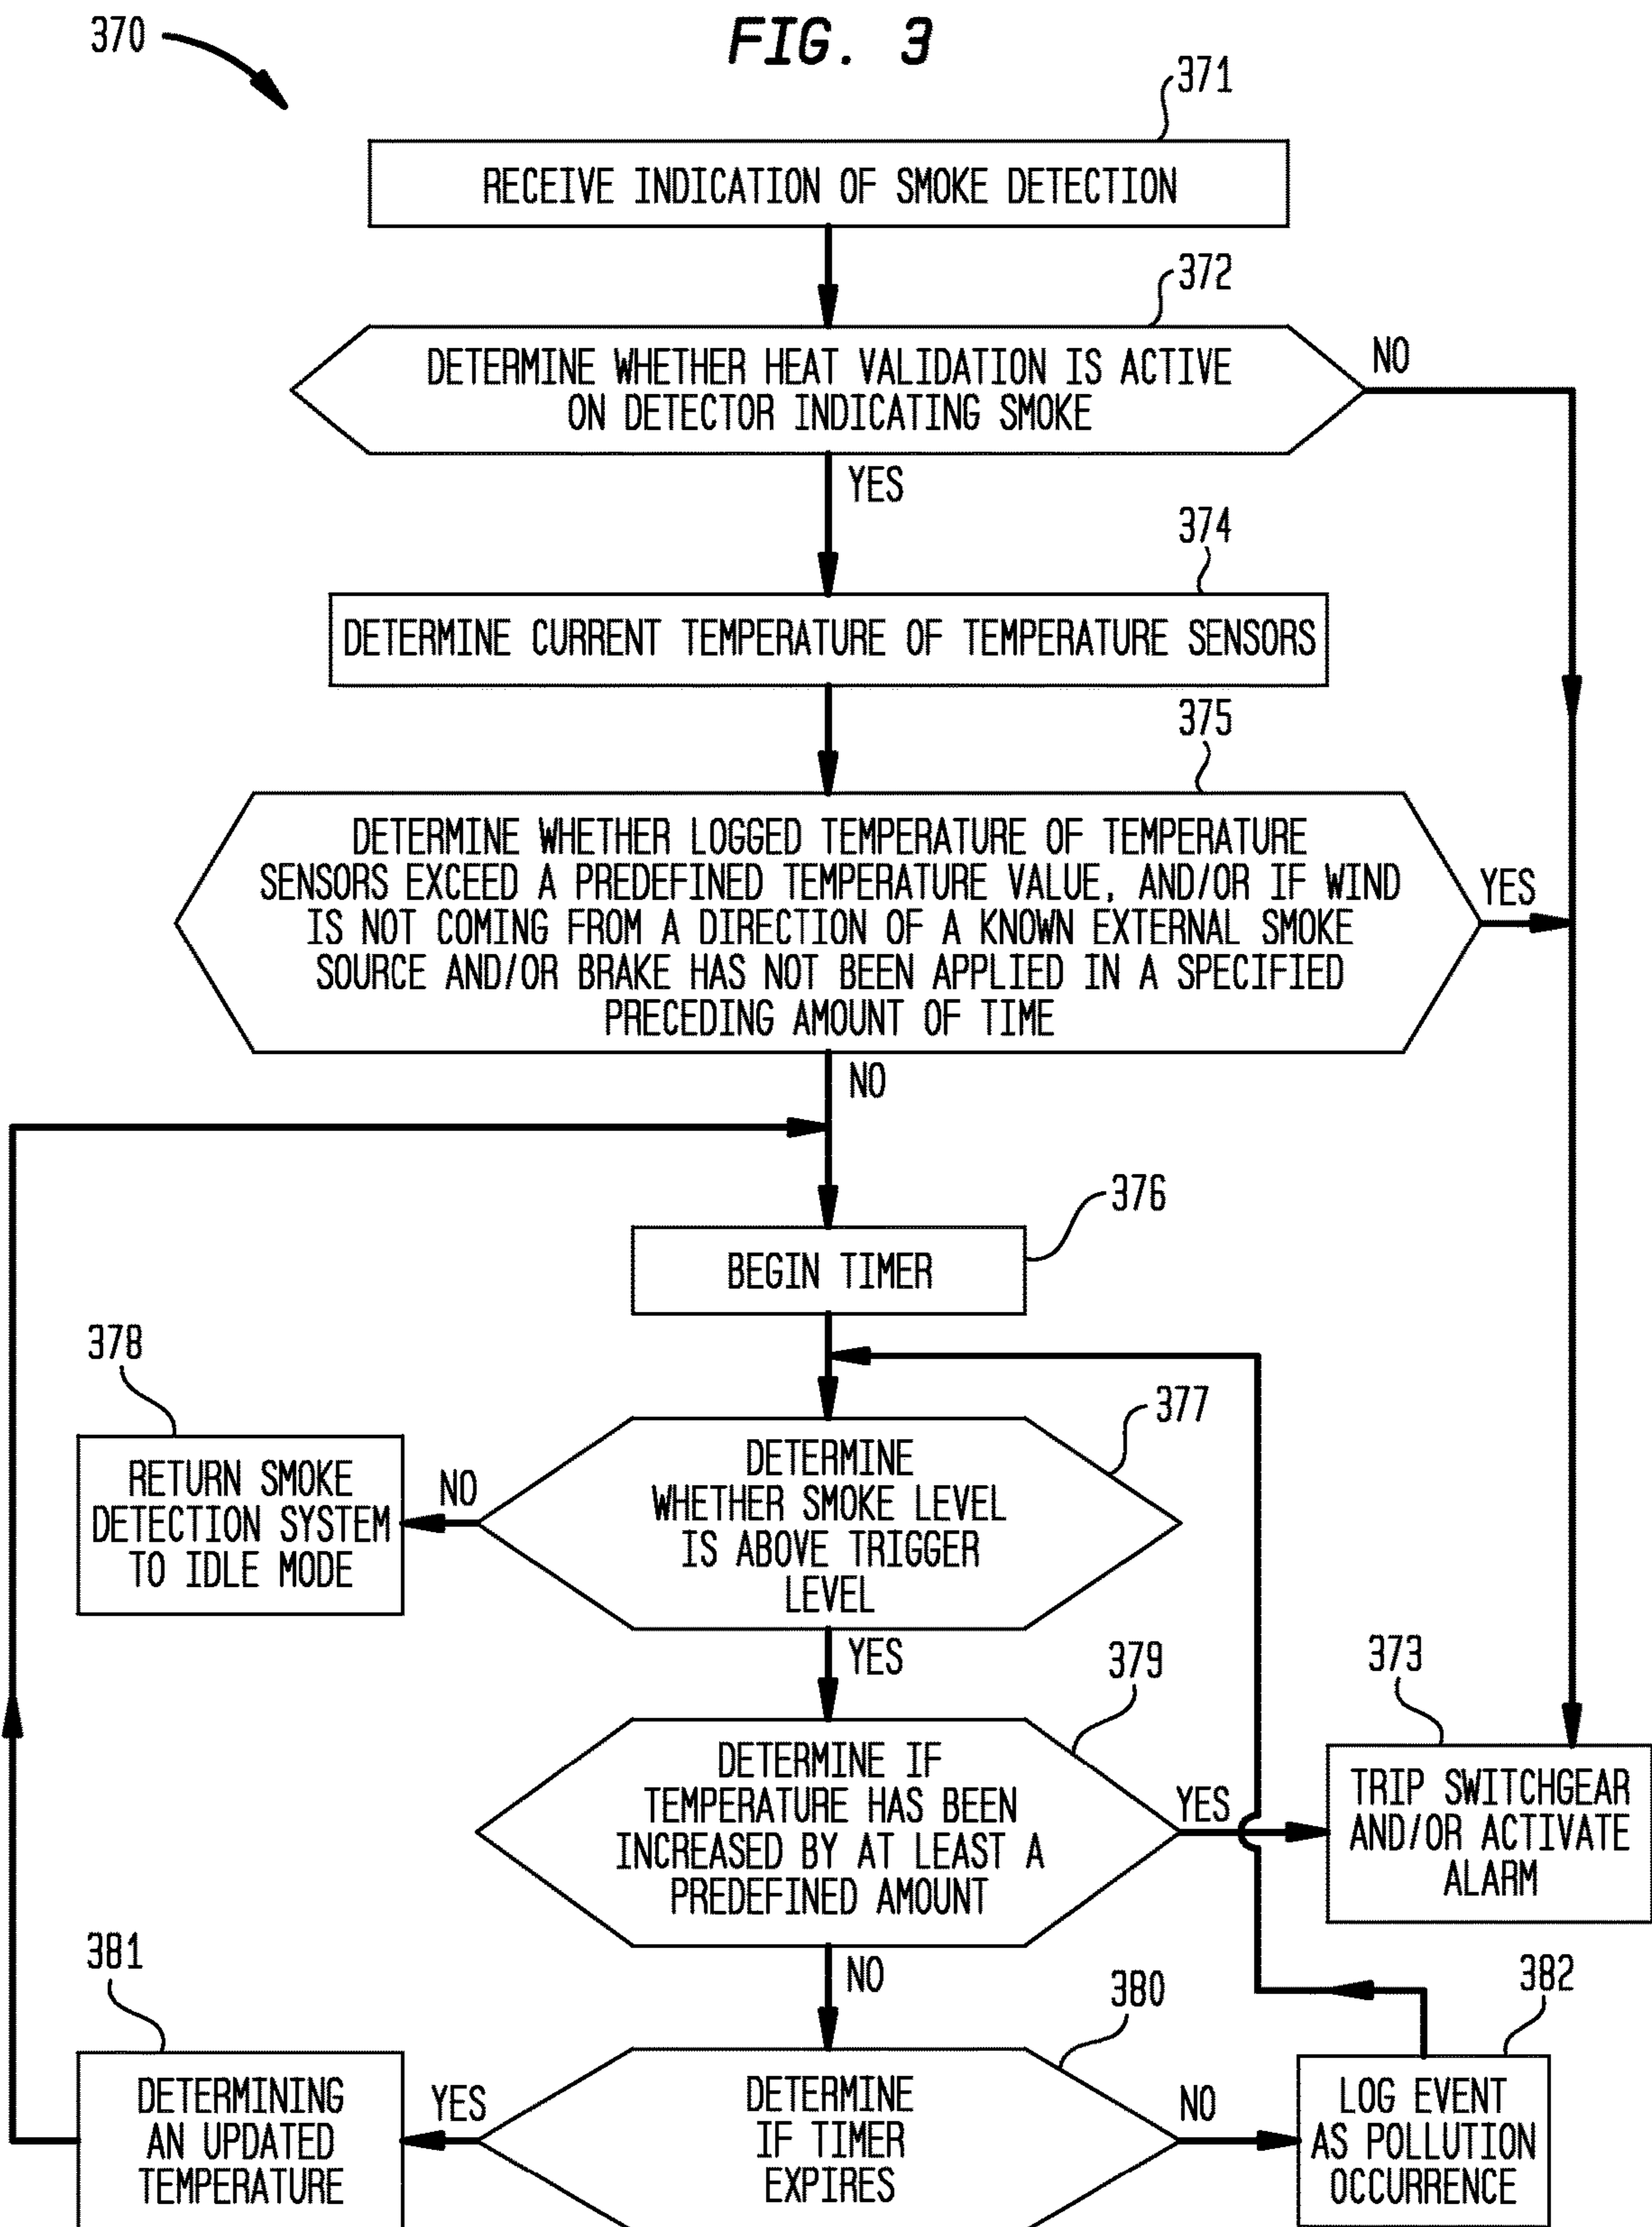 370
FIG. 3
371
RECEIVE INDICATION OF SMOKE DETECTION
372
DETERMINE WHETHER HEAT VALIDATION IS ACTIVE
ON DETECTOR INDICATING SMOKE
NO
YES
374
DETERMINE CURRENT TEMPERATURE OF TEMPERATURE SENSORS
375
DETERMINE WHETHER LOGGED TEMPERATURE OF TEMPERATURE
SENSORS EXCEED A PREDEFINED TEMPERATURE VALUE, AND/OR IF WIND
IS NOT COMING FROM A DIRECTION OF A KNOWN EXTERNAL SMOKE
SOURCE AND/OR BRAKE HAS NOT BEEN APPLIED IN A SPECIFIED
PRECEDING AMOUNT OF TIME
YES
NO
376
BEGIN TIMER
378
RETURN SMOKE
DETECTION SYSTEM
TO IDLE MODE
NO
377
DETERMINE
WHETHER SMOKE LEVEL
IS ABOVE TRIGGER
LEVEL
YES
379
DETERMINE IF
TEMPERATURE HAS BEEN
INCREASED BY AT LEAST A
PREDEFINED AMOUNT
YES
373
TRIP SWITCHGEAR
AND/OR ACTIVATE
ALARM
NO
381
DETERMINING
AN UPDATED
TEMPERATURE
YES
380
DETERMINE
IF TIMER
EXPIRES
NO
382
LOG EVENT
AS POLLUTION
OCCURRENCE